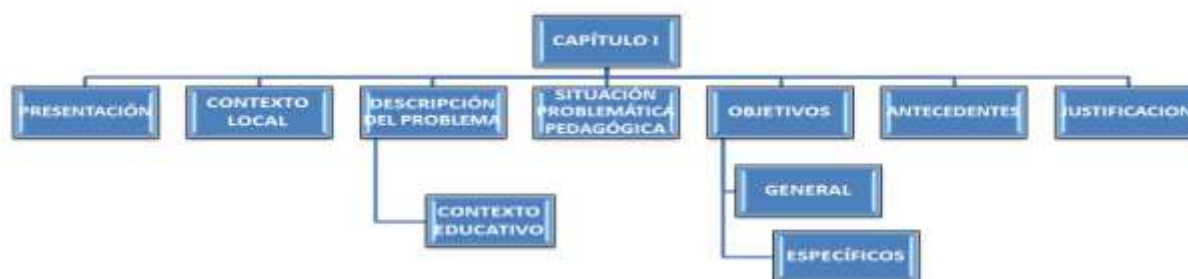 CAPÍTULO I
PRESENTACIÓN
CONTEXTO
LOCAL
DESCRIPCIÓN
DEL PROBLEMA
SITUACIÓN
PROBLEMÁTICA
PEDAGÓGICA
OBJETIVOS
ANTECEDENTES
JUSTIFICACION
CONTEXTO
EDUCATIVO
GENERAL
ESPECÍFICOS